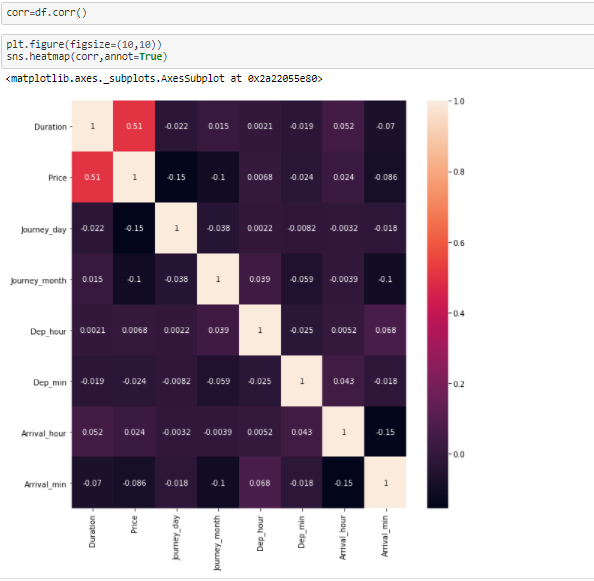 corr=df.corr()
plt.figure(figsize=(10,10))
sns.heatmap(corr,annot=True)
<matplotlib.axes._subplots.AxesSubplot at 0x2a22055e80>
Duration 1 0.51 -0.022 0.015 0.0021 -0.019 0.052 -0.07
Price 0.51 1 -0.15 -0.1 0.0068 -0.024 0.024 -0.086
Journey_day -0.022 -0.15 1 -0.038 0.0022 -0.0082 -0.0032 -0.018
Journey_month 0.015 -0.1 -0.038 1 0.039 -0.059 -0.0039 -0.1
Dep_hour 0.0021 0.0068 0.0022 0.039 1 -0.025 0.0052 0.068
Dep_min -0.019 -0.024 -0.0082 -0.059 -0.025 1 0.043 -0.018
Arrival_hour 0.052 0.024 -0.0032 -0.0039 0.0052 0.043 1 -0.15
Arrival_min -0.07 -0.086 -0.018 -0.1 0.068 -0.018 -0.15 1
Duration Price Journey_day Journey_month Dep_hour Dep_min Arrival_hour Arrival_min
1.0
0.8
0.6
0.4
0.2
0.0